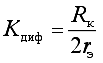 K_диф = R_к / 2r_э